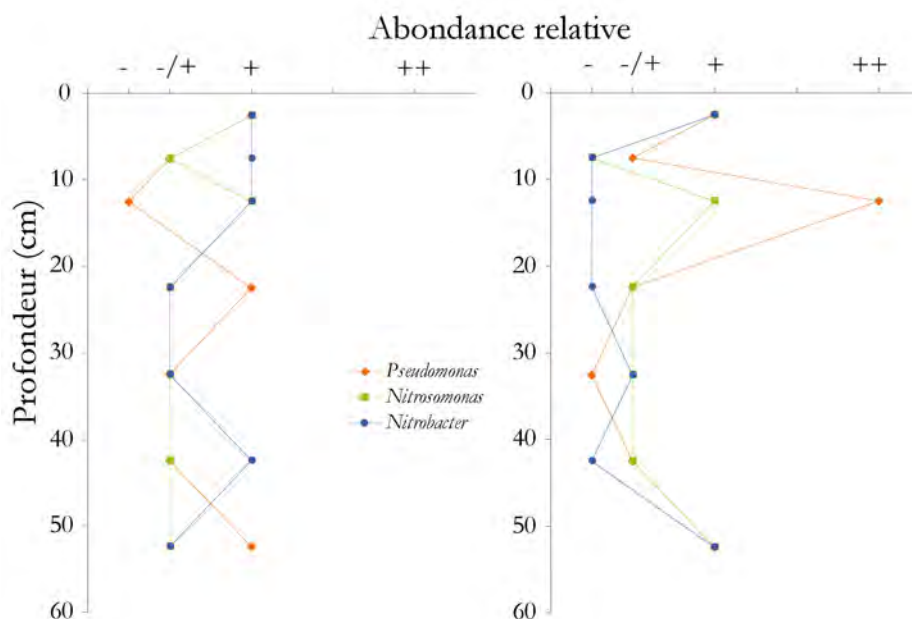 Abondance relative
- -/+ + ++
- -/+ + ++
Profondeur (cm)
0
10
20
30
40
50
60
0
10
20
30
40
50
60
Pseudomonas
Nitrosomonas
Nitrobacter